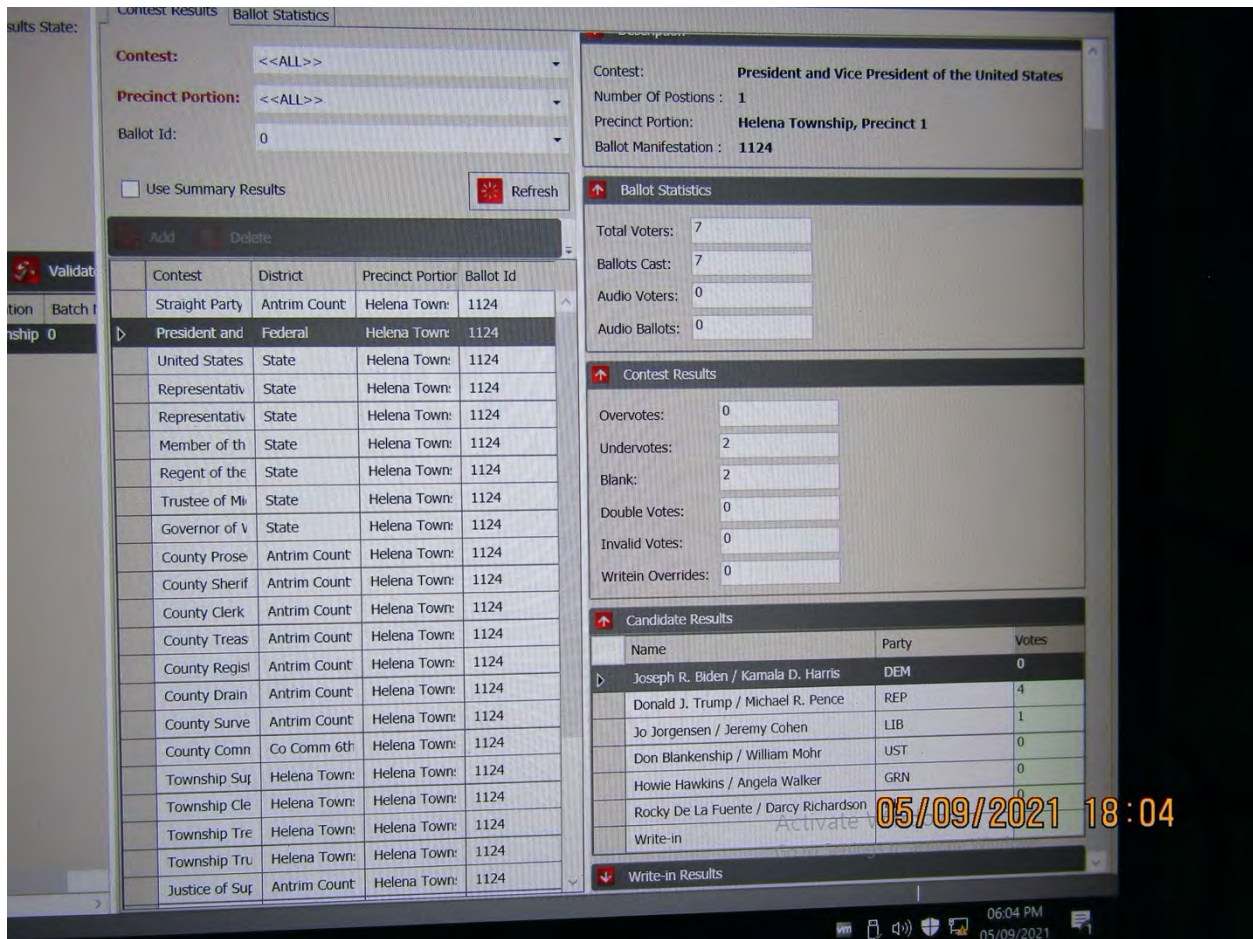 sults State:
Contest Results Ballot Statistics
Contest: <<ALL>>
Precinct Portion: <<ALL>>
Ballot Id: 0
Use Summary Results Refresh
Add Delete
Validat
tion Batch
nship 0
Contest District Precinct Portior Ballot Id
Straight Party Antrim Count Helena Town: 1124
President and Federal Helena Town: 1124
United States State Helena Town: 1124
Representativ State Helena Town: 1124
Representativ State Helena Town: 1124
Member of th State Helena Town: 1124
Regent of the State Helena Town: 1124
Trustee of Mi State Helena Town: 1124
Governor of V State Helena Town: 1124
County Prose Antrim Count Helena Town: 1124
County Sherif Antrim Count Helena Town: 1124
County Clerk Antrim Count Helena Town: 1124
County Treas Antrim Count Helena Town: 1124
County Regist Antrim Count Helena Town: 1124
County Drain Antrim Count Helena Town: 1124
County Surve Antrim Count Helena Town: 1124
County Comn Co Comm 6th Helena Town: 1124
Township Sup Helena Town: Helena Town: 1124
Township Cle Helena Town: Helena Town: 1124
Township Tre Helena Town: Helena Town: 1124
Township Tru Helena Town: Helena Town: 1124
Justice of Sup Antrim Count Helena Town: 1124
Description
Contest: President and Vice President of the United States
Number Of Postions : 1
Precinct Portion: Helena Township, Precinct 1
Ballot Manifestation : 1124
Ballot Statistics
Total Voters: 7
Ballots Cast: 7
Audio Voters: 0
Audio Ballots: 0
Contest Results
Overvotes: 0
Undervotes: 2
Blank: 2
Double Votes: 0
Invalid Votes: 0
Writein Overrides: 0
Candidate Results
Name Party Votes
Joseph R. Biden / Kamala D. Harris DEM 0
Donald J. Trump / Michael R. Pence REP 4
Jo Jorgensen / Jeremy Cohen LIB 1
Don Blankenship / William Mohr UST 0
Howie Hawkins / Angela Walker GRN 0
Rocky De La Fuente / Darcy Richardson 0
Write-in
Activate
05/09/2021 18:04
Write-in Results
vm
06:04 PM
05/09/2021
1